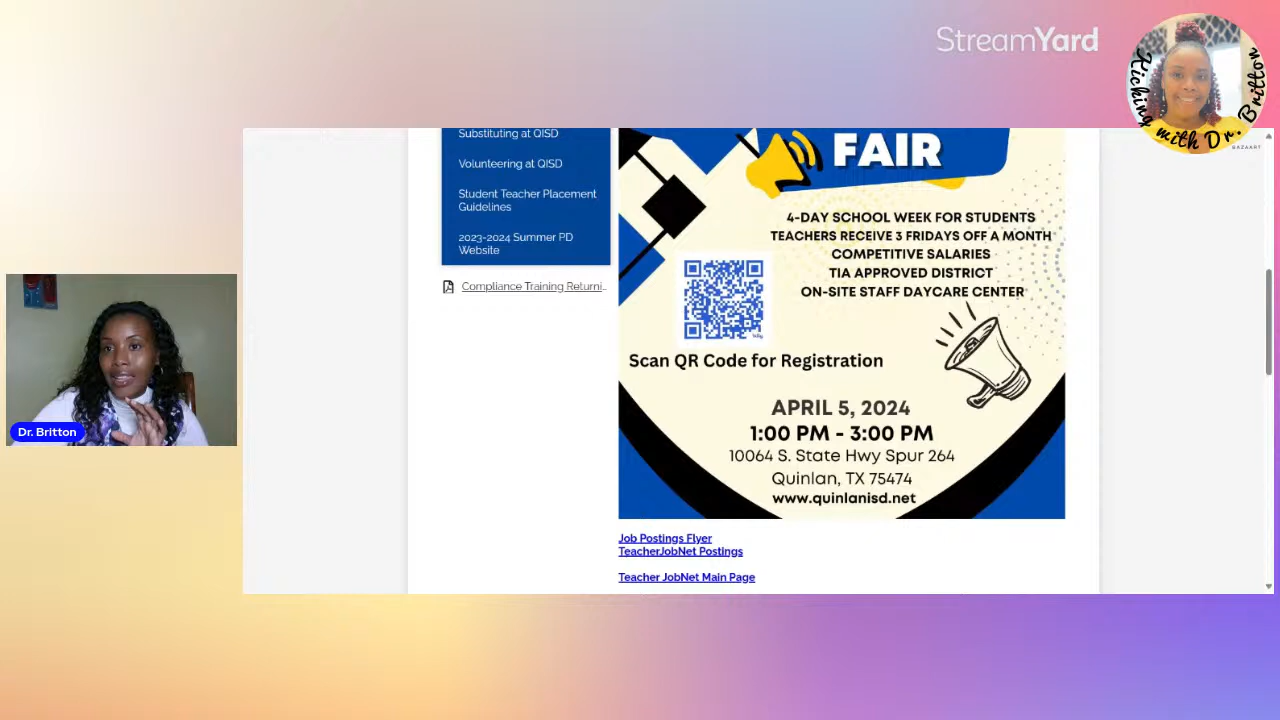 StreamYard
Kicking with Dr. Britton
BAZAART
Substituting at QISD
Volunteering at QISD
Student Teacher Placement
Guidelines
2023-2024 Summer PD
Website
Compliance Training Returni...
FAIR
4-DAY SCHOOL WEEK FOR STUDENTS
TEACHERS RECEIVE 3 FRIDAYS OFF A MONTH
COMPETITIVE SALARIES
TIA APPROVED DISTRICT
ON-SITE STAFF DAYCARE CENTER
Scan QR Code for Registration
APRIL 5, 2024
1:00 PM - 3:00 PM
10064 S. State Hwy Spur 264
Quinlan, TX 75474
www.quinlanisd.net
Job Postings Flyer
TeacherJobNet Postings
Teacher JobNet Main Page
Dr. Britton